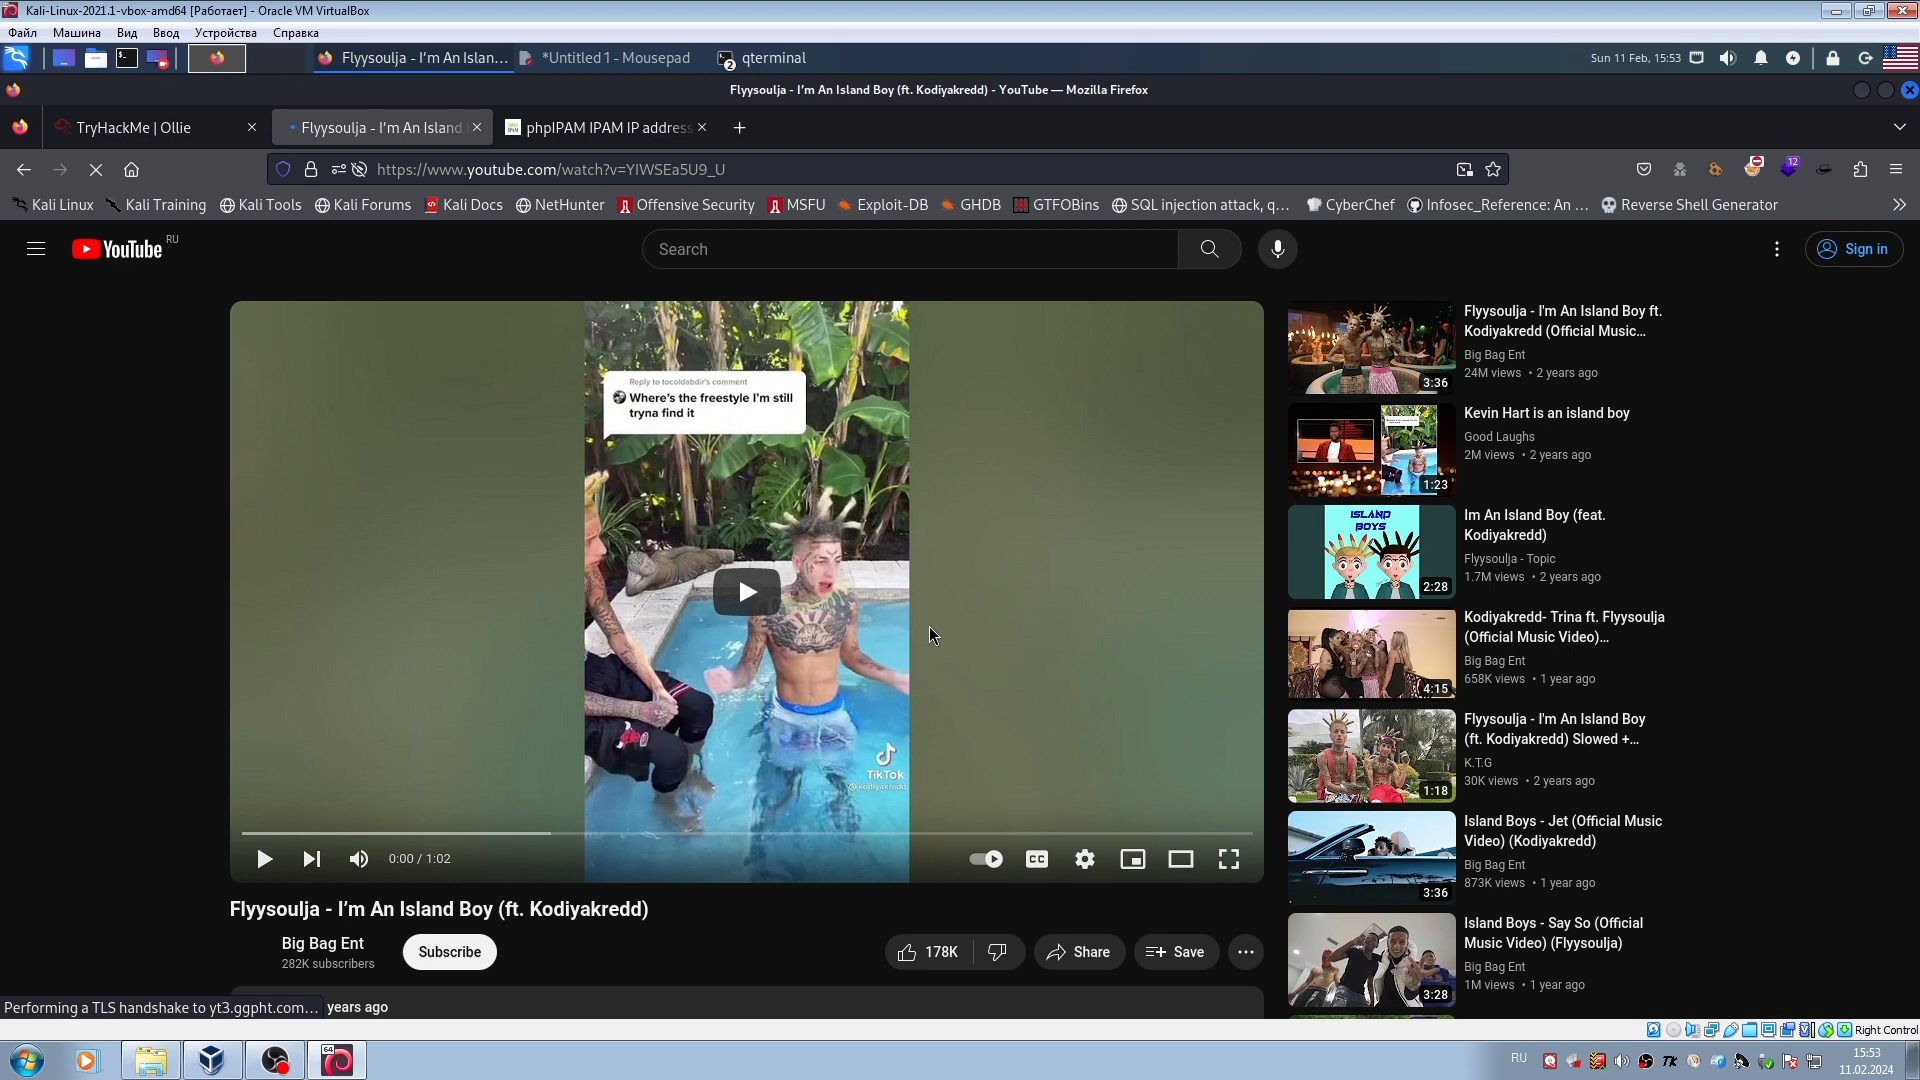 Kali-Linux-2021.1-vbox-amd64 [Работает] - Oracle VM VirtualBox
Файл Машина Вид Ввод Устройства Справка
Flyysoulja - I’m An Islan… *Untitled 1 - Mousepad 2 qterminal Sun 11 Feb, 15:53
Flyysoulja - I’m An Island Boy (ft. Kodiyakredd) - YouTube — Mozilla Firefox
TryHackMe | Ollie Flyysoulja - I’m An Island phpIPAM IPAM IP address
https://www.youtube.com/watch?v=YIWSEa5U9_U 12
Kali Linux Kali Training Kali Tools Kali Forums Kali Docs NetHunter Offensive Security MSFU Exploit-DB GHDB GTFOBins SQL injection attack, q… CyberChef Infosec_Reference: An … Reverse Shell Generator
YouTube RU Search Sign in
Reply to tocoldabdir's comment
Where’s the freestyle I’m still
tryna find it
TikTok
@kodiyakredd
0:00 / 1:02 CC
Flyysoulja - I’m An Island Boy (ft. Kodiyakredd)
Big Bag Ent
282K subscribers
Subscribe 178K Share Save
years ago
Performing a TLS handshake to yt3.ggpht.com…
Flyysoulja - I'm An Island Boy ft.
Kodiyakredd (Official Music…
Big Bag Ent
24M views • 2 years ago
3:36
Kevin Hart is an island boy
Good Laughs
2M views • 2 years ago
1:23
ISLAND
BOYS
Im An Island Boy (feat.
Kodiyakredd)
Flyysoulja - Topic
1.7M views • 2 years ago
2:28
Kodiyakredd- Trina ft. Flyysoulja
(Official Music Video)…
Big Bag Ent
658K views • 1 year ago
4:15
Flyysoulja - I'm An Island Boy
(ft. Kodiyakredd) Slowed +…
K.T.G
30K views • 2 years ago
1:18
Island Boys - Jet (Official Music
Video) (Kodiyakredd)
Big Bag Ent
873K views • 1 year ago
3:36
Island Boys - Say So (Official
Music Video) (Flyysoulja)
Big Bag Ent
1M views • 1 year ago
3:28
Right Control
64 RU TK 15:53
11.02.2024